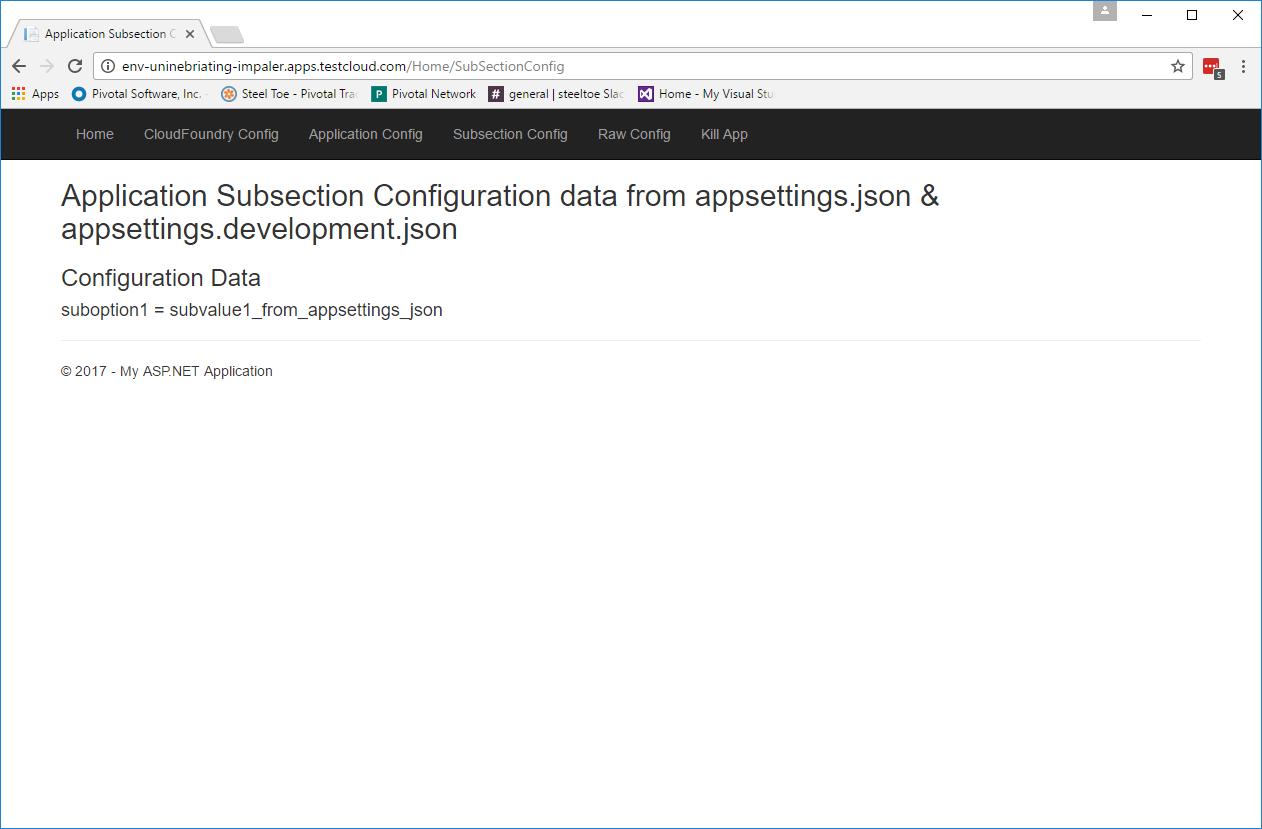 Application Subsection C
env-uninebriating-impaler.apps.testcloud.com/Home/SubSectionConfig
5
Apps Pivotal Software, Inc. Steel Toe - Pivotal Tra Pivotal Network general | steeltoe Slac Home - My Visual Stu
Home CloudFoundry Config Application Config Subsection Config Raw Config Kill App
Application Subsection Configuration data from appsettings.json &
appsettings.development.json
Configuration Data
suboption1 = subvalue1_from_appsettings_json
© 2017 - My ASP.NET Application